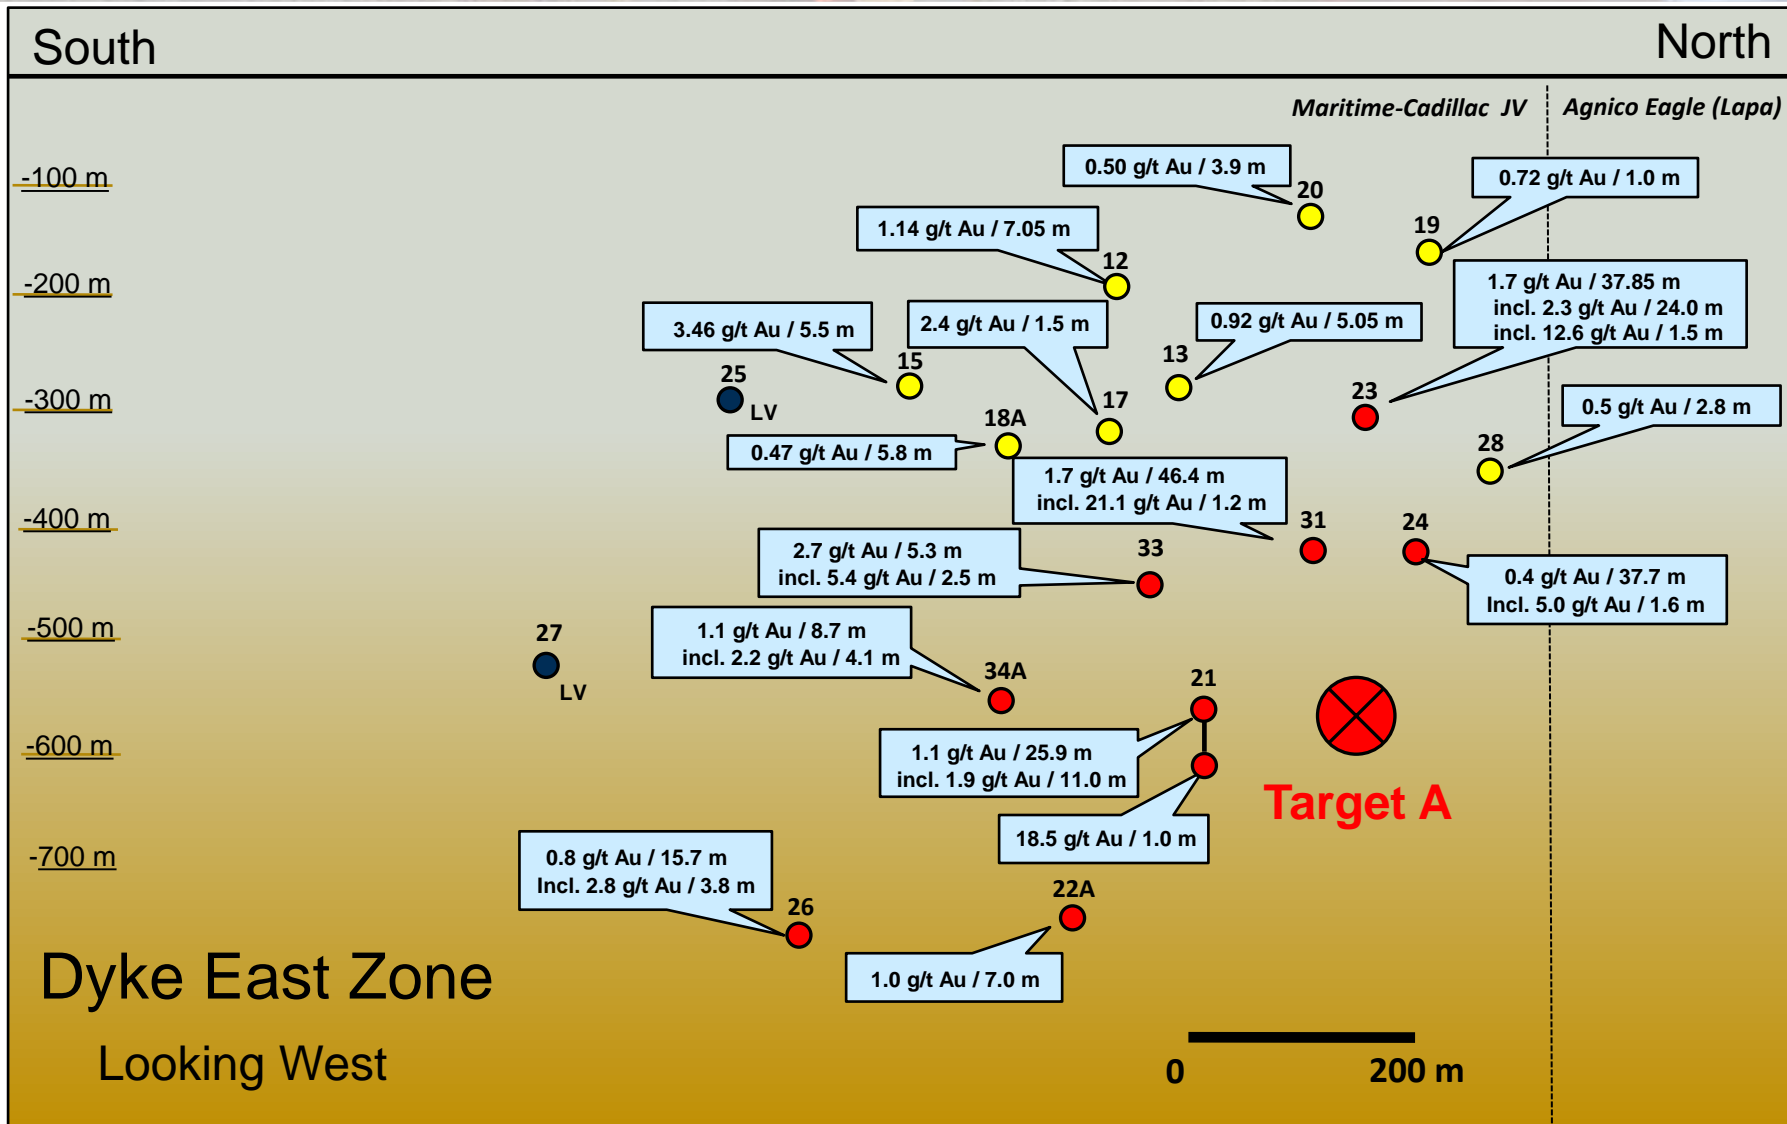 South
North
Maritime-Cadillac JV
Agnico Eagle (Lapa)
-100 m
-200 m
-300 m
-400 m
-500 m
-600 m
-700 m
0.50 g/t Au / 3.9 m
20
0.72 g/t Au / 1.0 m
19
1.14 g/t Au / 7.05 m
12
1.7 g/t Au / 37.85 m
incl. 2.3 g/t Au / 24.0 m
incl. 12.6 g/t Au / 1.5 m
23
3.46 g/t Au / 5.5 m
15
2.4 g/t Au / 1.5 m
17
0.92 g/t Au / 5.05 m
13
25
LV
18A
0.47 g/t Au / 5.8 m
0.5 g/t Au / 2.8 m
28
1.7 g/t Au / 46.4 m
incl. 21.1 g/t Au / 1.2 m
31
24
0.4 g/t Au / 37.7 m
Incl. 5.0 g/t Au / 1.6 m
2.7 g/t Au / 5.3 m
incl. 5.4 g/t Au / 2.5 m
33
27
LV
1.1 g/t Au / 8.7 m
incl. 2.2 g/t Au / 4.1 m
34A
21
1.1 g/t Au / 25.9 m
incl. 1.9 g/t Au / 11.0 m
18.5 g/t Au / 1.0 m
Target A
0.8 g/t Au / 15.7 m
Incl. 2.8 g/t Au / 3.8 m
26
22A
1.0 g/t Au / 7.0 m
Dyke East Zone
Looking West
0
200 m